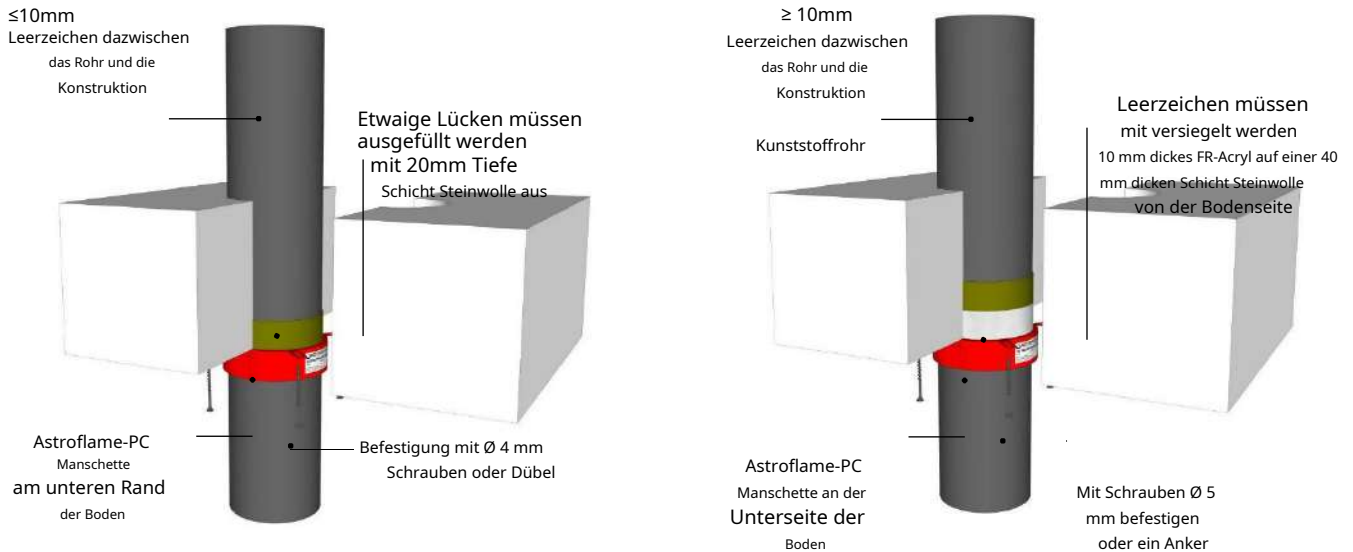 ≤10mm
Leerzeichen dazwischen
das Rohr und die
Konstruktion
Etwaige Lücken müssen
ausgefüllt werden
mit 20mm Tiefe
Schicht Steinwolle aus
Astroflame-PC
Manschette
am unteren Rand
der Boden
Befestigung mit Ø 4 mm
Schrauben oder Dübel
≥ 10mm
Leerzeichen dazwischen
das Rohr und die
Konstruktion
Kunststoffrohr
Leerzeichen müssen
mit versiegelt werden
10 mm dickes FR-Acryl auf einer 40
mm dicken Schicht Steinwolle
von der Bodenseite
Astroflame-PC
Manschette an der
Unterseite der
Boden
Mit Schrauben Ø 5
mm befestigen
oder ein Anker